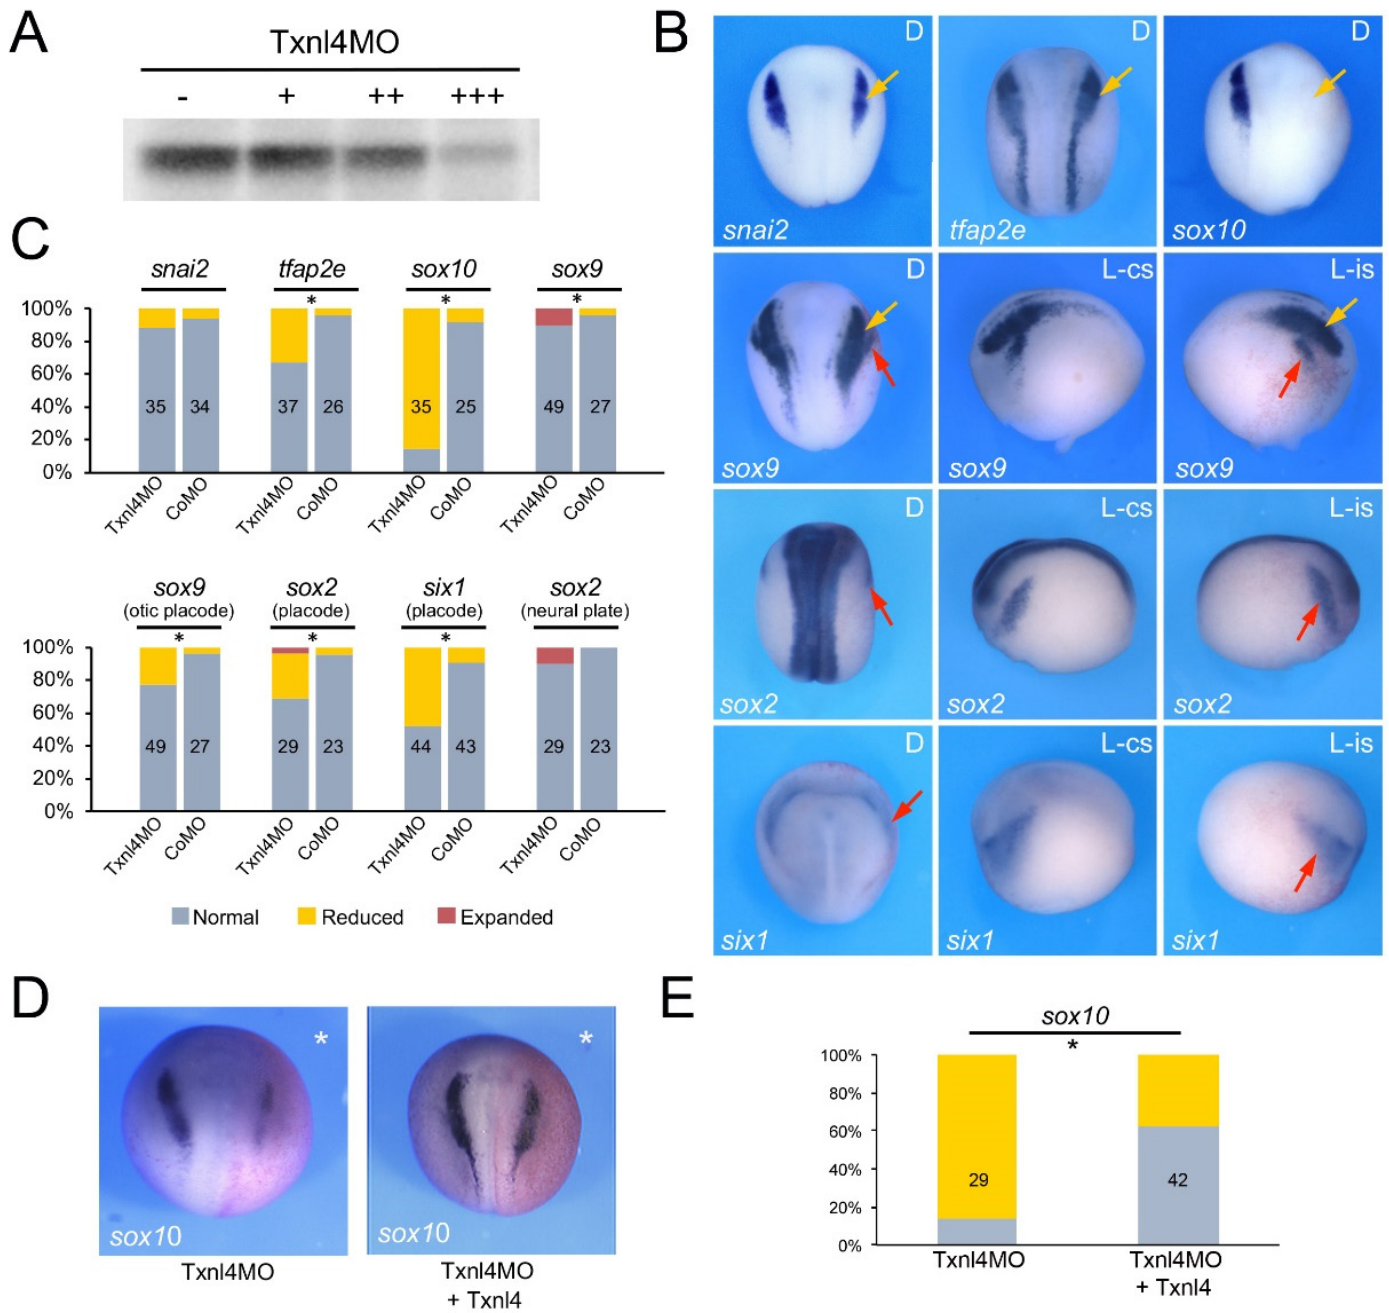 A
Txnl4MO
- + ++ +++
B
D
snai2
D
tfap2e
D
sox10
D
sox9
L-cs
sox9
L-is
sox9
D
sox2
L-cs
sox2
L-is
sox2
D
six1
L-cs
six1
L-is
six1
C
snai2 tfap2e sox10 sox9
* * *
100%
80%
60%
40%
20%
0%
35 34 37 26 35 25 49 27
Txnl4MO CoMO Txnl4MO CoMO Txnl4MO CoMO Txnl4MO CoMO
sox9 sox2 six1 sox2
(otic placode) (placode) (placode) (neural plate)
* * *
100%
80%
60%
40%
20%
0%
49 27 29 23 44 43 29 23
Txnl4MO CoMO Txnl4MO CoMO Txnl4MO CoMO Txnl4MO CoMO
Normal Reduced Expanded
D
*
sox10
Txnl4MO
*
sox10
Txnl4MO
+ Txnl4
E
sox10
*
100%
80%
60%
40%
20%
0%
29 42
Txnl4MO Txnl4MO
+ Txnl4